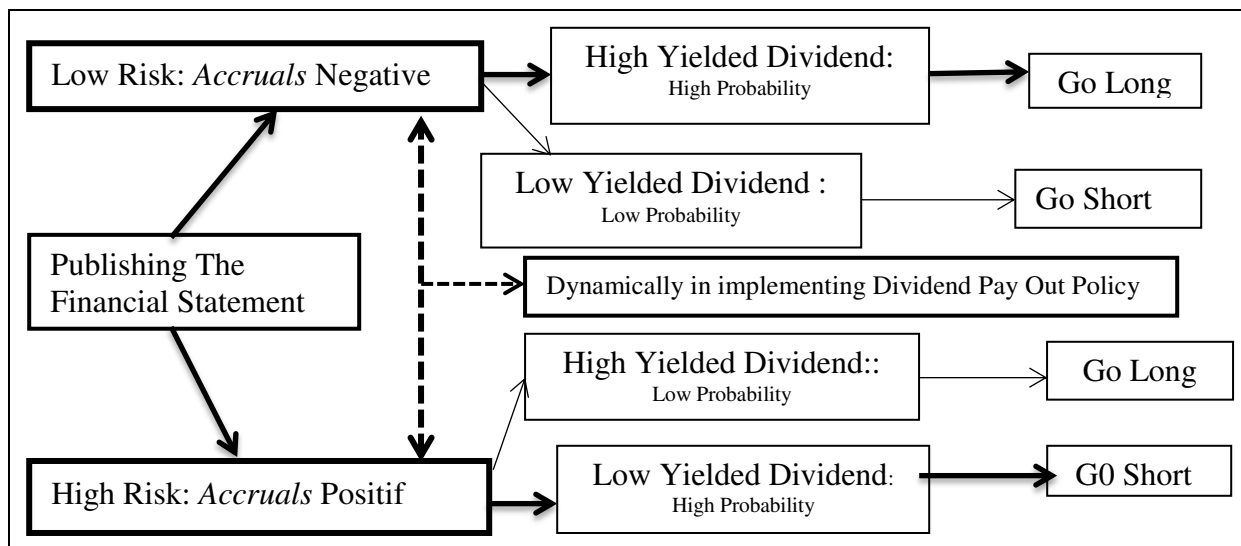 Low Risk: Accruals Negative
High Yielded Dividend:
High Probability
Go Long
Low Yielded Dividend :
Low Probability
Go Short
Publishing The
Financial Statement
Dynamically in implementing Dividend Pay Out Policy
High Yielded Dividend::
Low Probability
Go Long
High Risk: Accruals Positif
Low Yielded Dividend:
High Probability
G0 Short